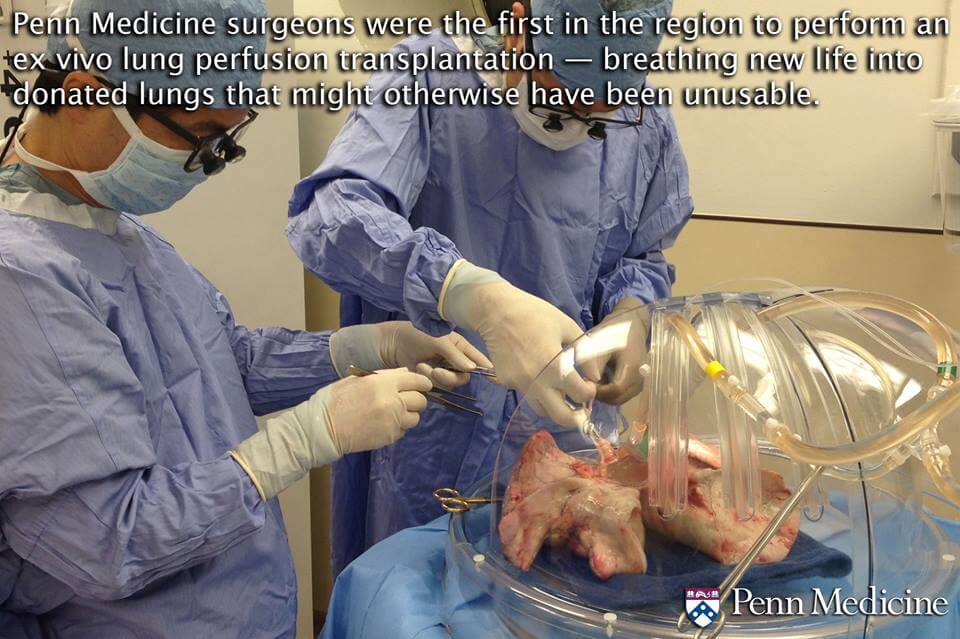 Penn Medicine surgeons were the first in the region to perform an
ex vivo lung perfusion transplantation — breathing new life into
donated lungs that might otherwise have been unusable.
Penn Medicine